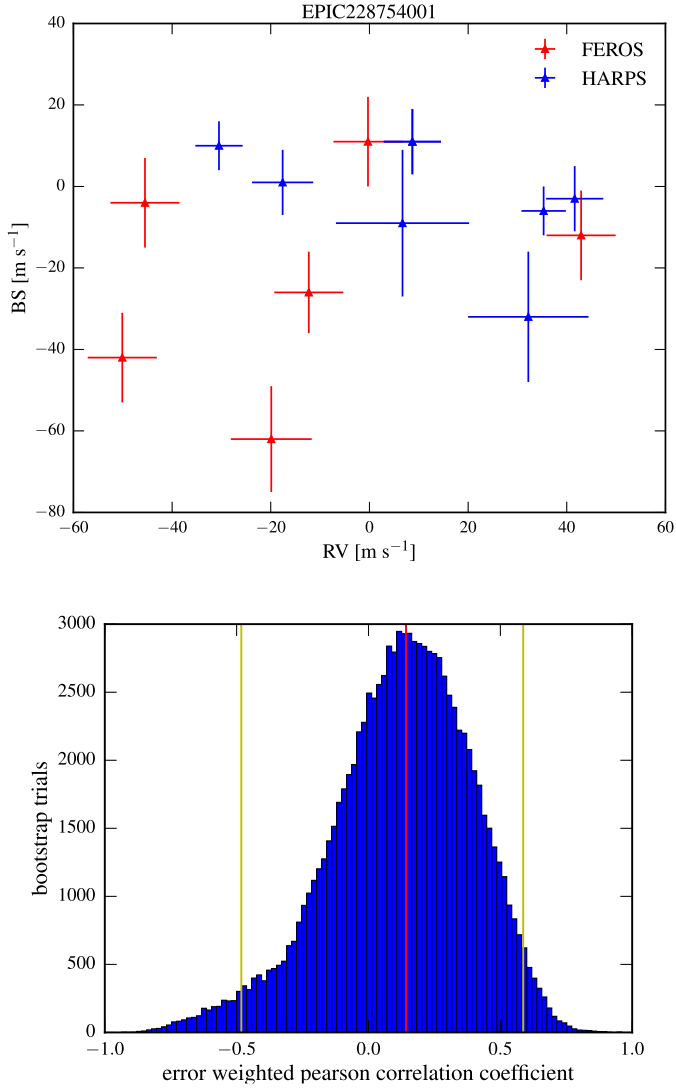 EPIC228754001
FEROS
HARPS
40
20
0
−20
−40
−60
−80
BS [m s⁻¹]
−60 −40 −20 0 20 40 60
RV [m s⁻¹]
3000
2500
2000
1500
1000
500
0
bootstrap trials
−1.0 −0.5 0.0 0.5 1.0
error weighted pearson correlation coefficient